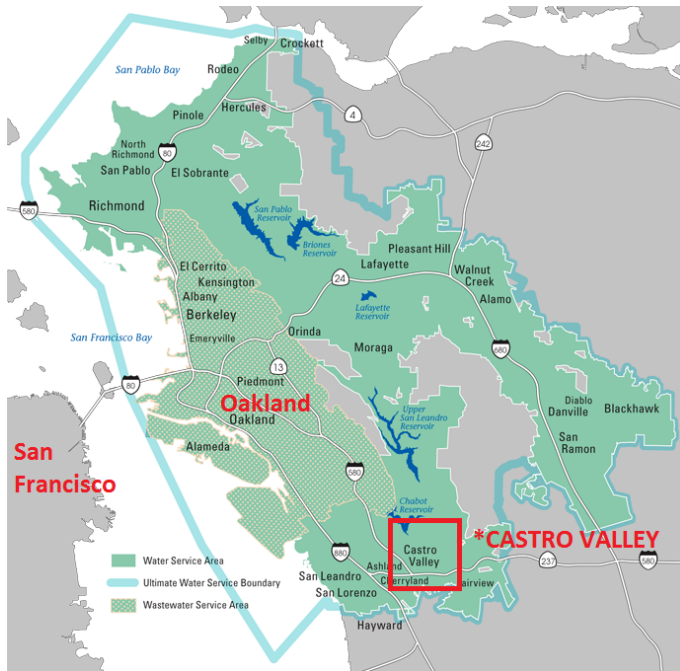 Selby
Crockett
San Pablo Bay
Rodeo
Hercules
4
Pinole
242
North
Richmond
80
San Pablo
El Sobrante
580
Richmond
San Pablo
Reservoir
Briones
Reservoir
Pleasant Hill
Lafayette
Walnut
Creek
El Cerrito
Kensington
24
Alamo
Albany
Berkeley
Lafayette
Reservoir
San Francisco Bay
Emeryville
Orinda
Moraga
680
13
80
Piedmont
Diablo
Danville
Blackhawk
Oakland
Oakland
Upper
San Leandro
Reservoir
San
Ramon
Alameda
San
Francisco
580
Chabot
Reservoir
*CASTRO VALLEY
880
Castro
Valley
Water Service Area
Ashland
237
580
Ultimate Water Service Boundary
San Leandro
Cherryland
airview
Wastewater Service Area
San Lorenzo
Hayward